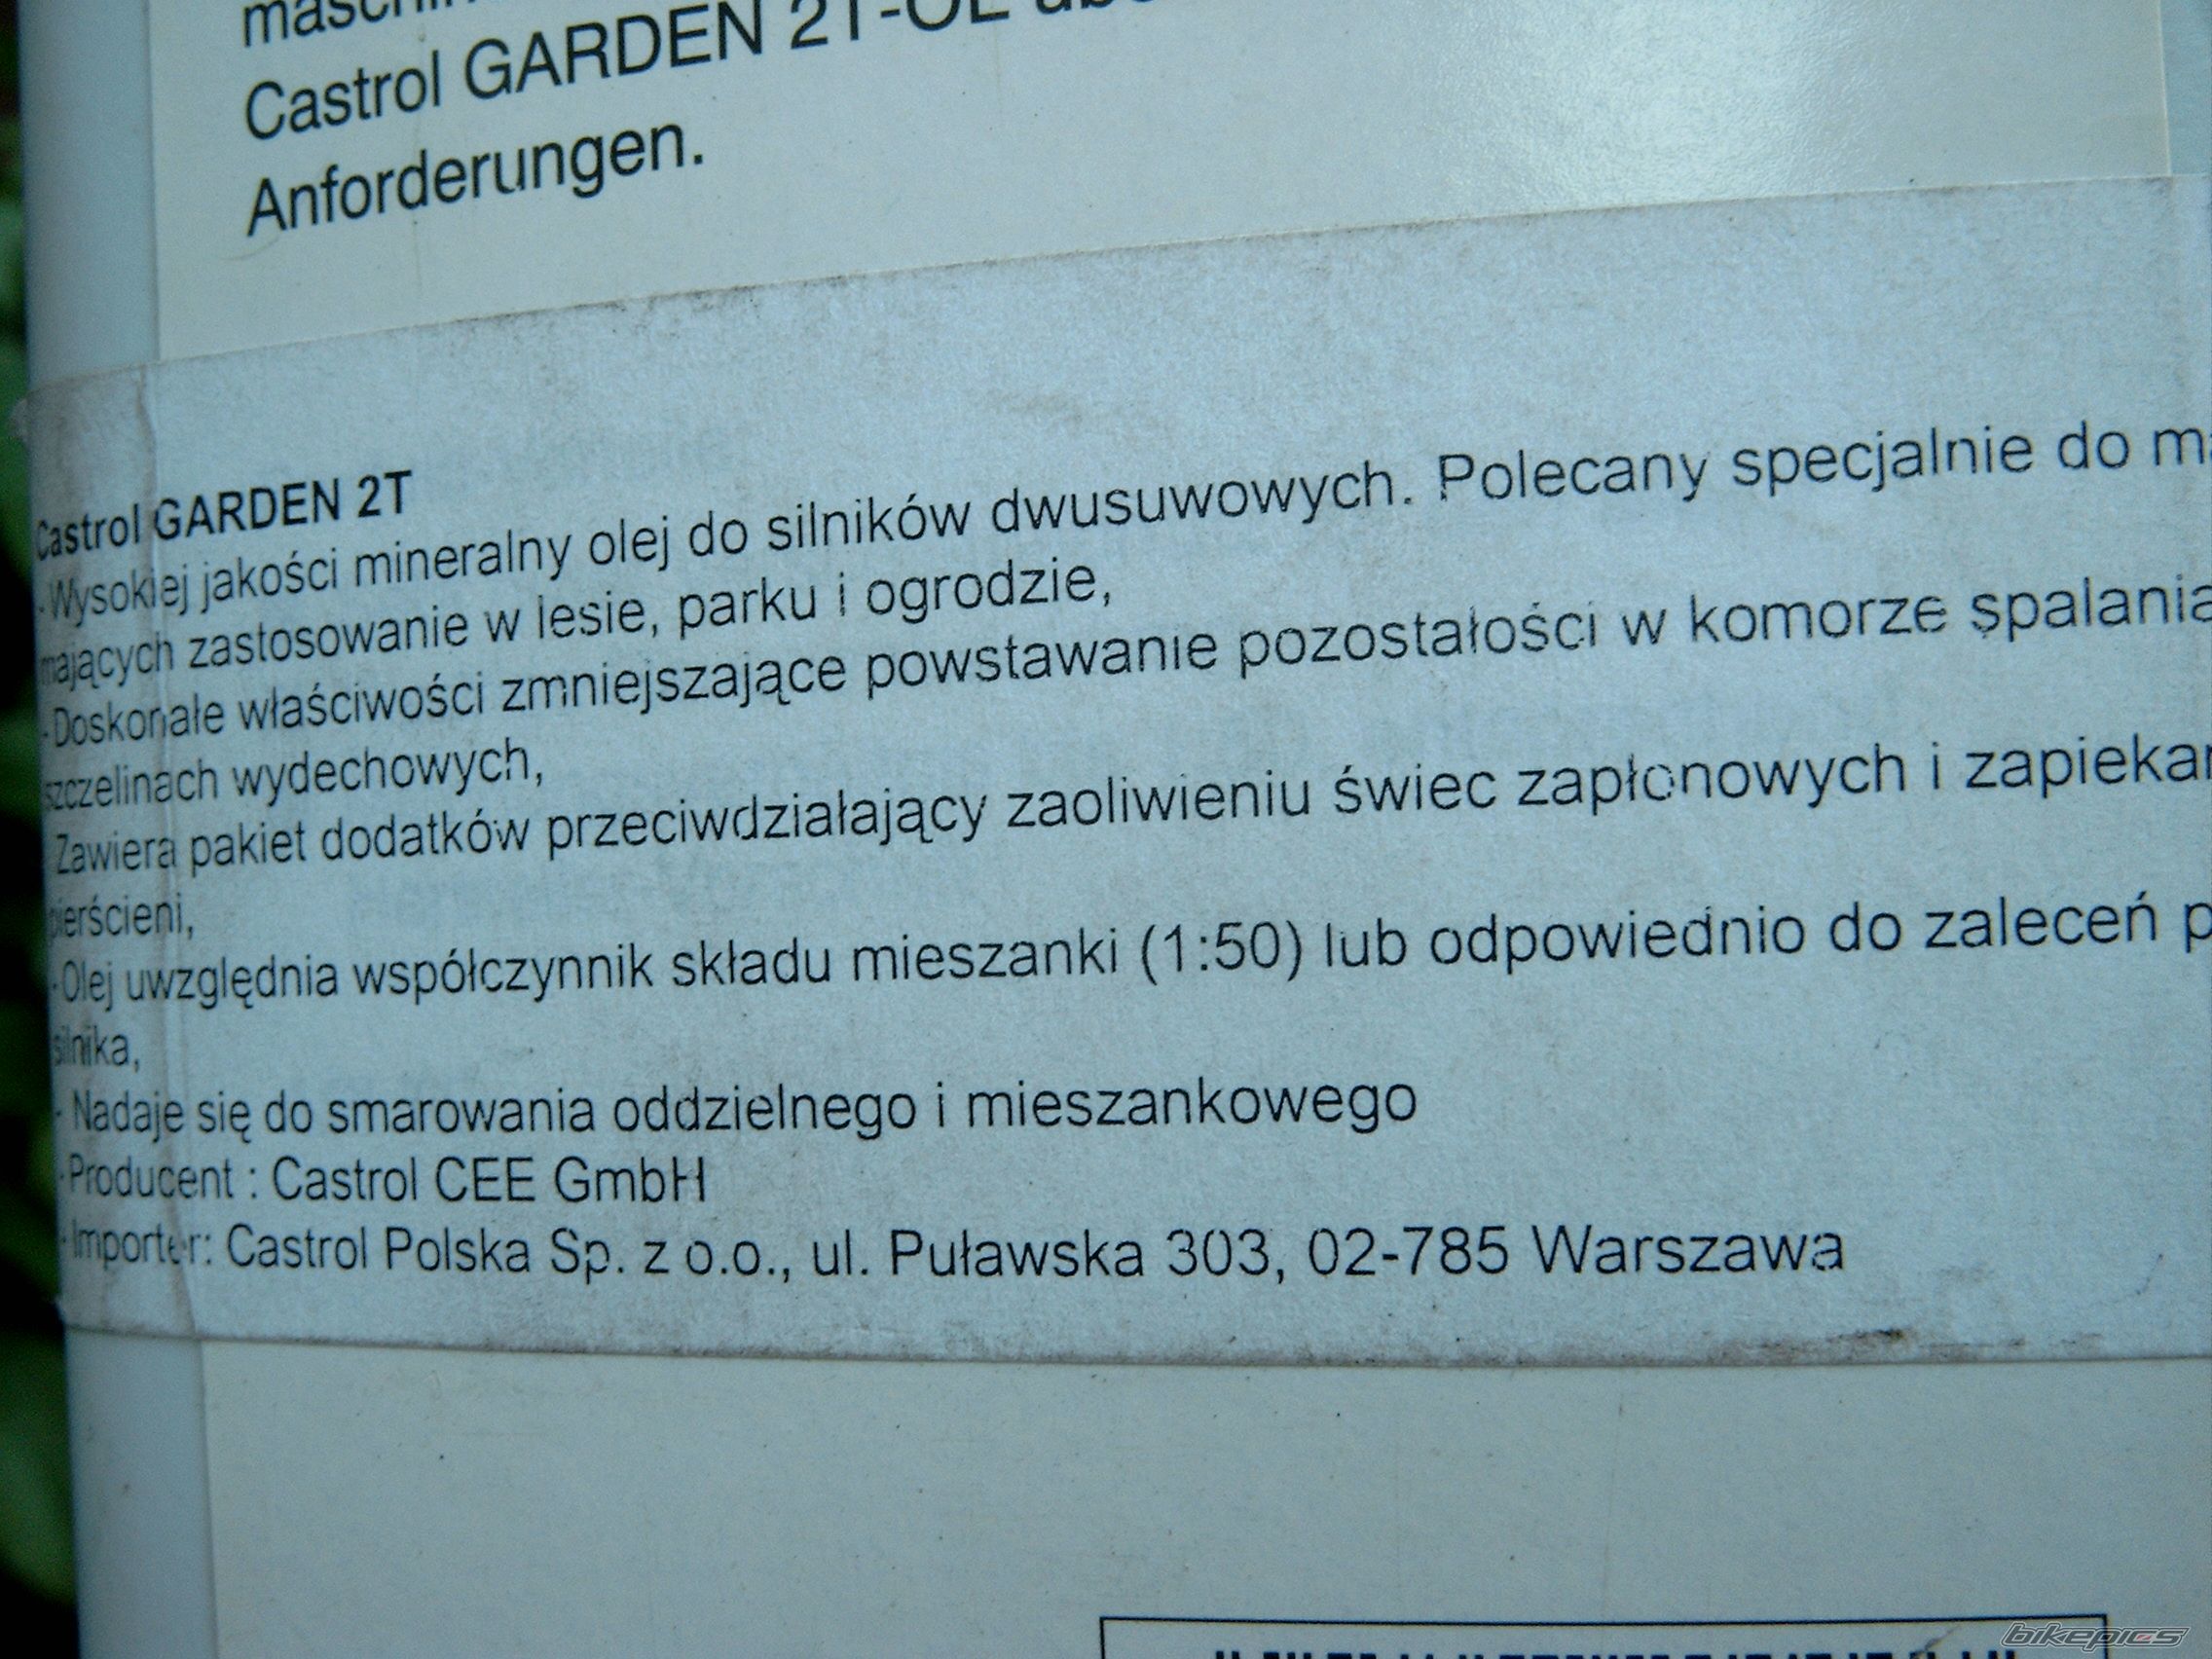 Castrol GARDEN 2T-ÖL
Anforderungen.
Castrol GARDEN 2T
-Wysokiej jakości mineralny olej do silników dwusuwowych. Polecany specjalnie do
mających zastosowanie w lesie, parku i ogrodzie,
-Doskonałe właściwości zmniejszające powstawanie pozostałości w komorze spalania
szczelinach wydechowych,
Zawiera pakiet dodatków przeciwdziałający zaoliwieniu świec zapłonowych i
pierścieni,
-Olej uwzględnia współczynnik składu mieszanki (1:50) lub odpowiednio do zaleceń
silnika,
- Nadaje się do smarowania oddzielnego i mieszankowego
-Producent : Castrol CEE GmbH
-Importer: Castrol Polska Sp. z o.o., ul. Puławska 303, 02-785 Warszawa
bikepics